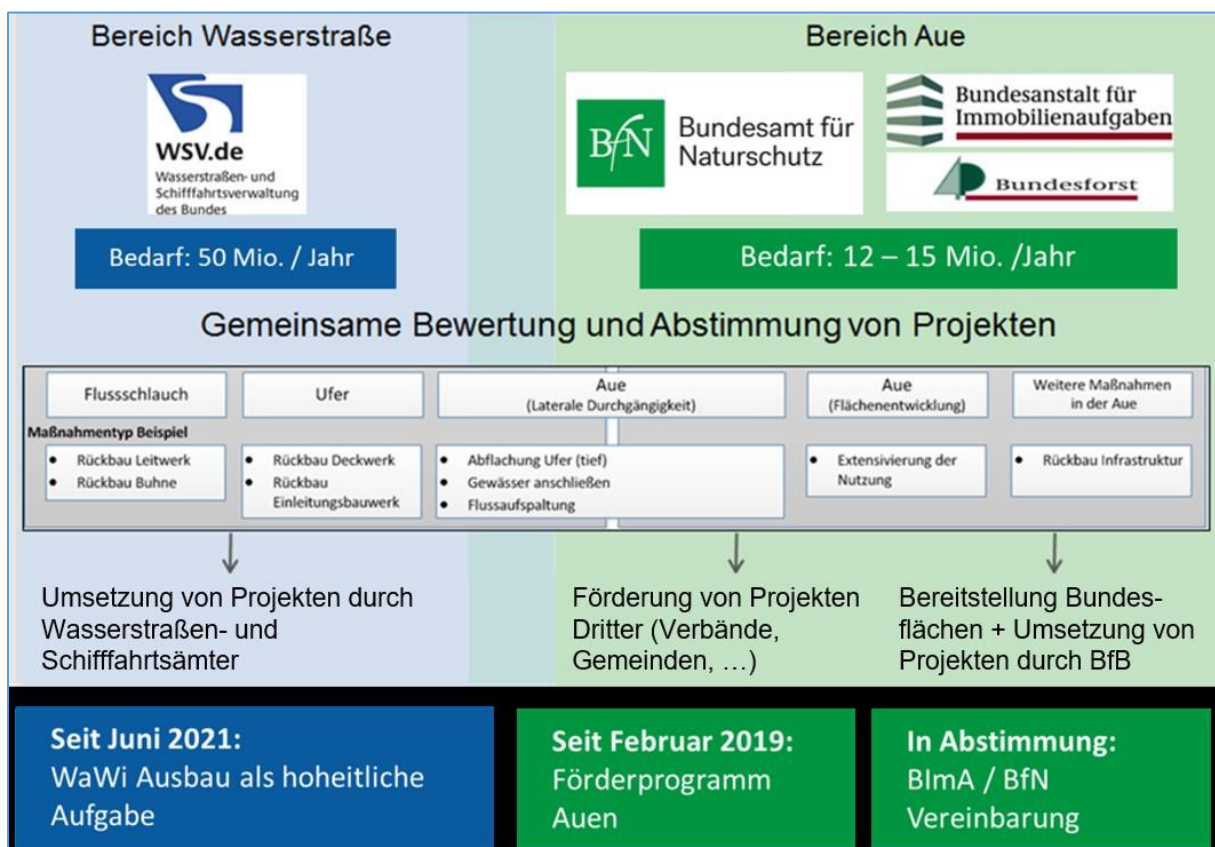 Bereich Wasserstraße
Bereich Aue
WSV.de
Wasserstraßen- und
Schifffahrtsverwaltung
des Bundes
BfN
Bundesamt für
Naturschutz
Bundesanstalt für
Immobilienaufgaben
Bundesforst
Bedarf: 50 Mio. / Jahr
Bedarf: 12 – 15 Mio. /Jahr
Gemeinsame Bewertung und Abstimmung von Projekten
Flussschlauch
Ufer
Aue
(Laterale Durchgängigkeit)
Aue
(Flächenentwicklung)
Weitere Maßnahmen
in der Aue
Maßnahmentyp Beispiel
• Rückbau Leitwerk
• Rückbau Buhne
• Rückbau Deckwerk
• Rückbau
Einleitungsbauwerk
• Abflachung Ufer (tief)
• Gewässer anschließen
• Flussaufspaltung
• Extensivierung der
Nutzung
• Rückbau Infrastruktur
Umsetzung von Projekten durch
Wasserstraßen- und
Schifffahrtsämter
Förderung von Projekten
Dritter (Verbände,
Gemeinden, …)
Bereitstellung Bundes-
flächen + Umsetzung von
Projekten durch BfB
Seit Juni 2021:
WaWi Ausbau als hoheitliche
Aufgabe
Seit Februar 2019:
Förderprogramm
Auen
In Abstimmung:
BImA / BfN
Vereinbarung